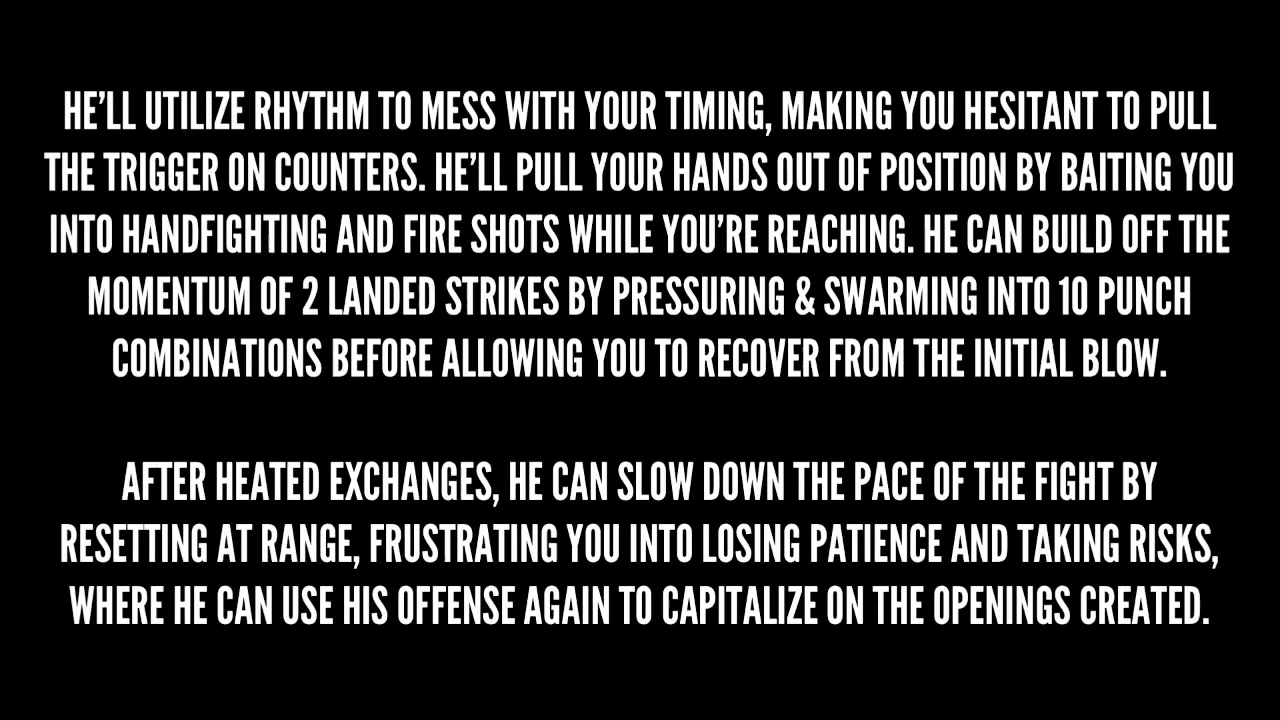 HE'LL UTILIZE RHYTHM TO MESS WITH YOUR TIMING, MAKING YOU HESITANT TO PULL
THE TRIGGER ON COUNTERS. HE'LL PULL YOUR HANDS OUT OF POSITION BY BAITING YOU
INTO HANDFIGHTING AND FIRE SHOTS WHILE YOU'RE REACHING. HE CAN BUILD OFF THE
MOMENTUM OF 2 LANDED STRIKES BY PRESSURING & SWARMING INTO 10 PUNCH
COMBINATIONS BEFORE ALLOWING YOU TO RECOVER FROM THE INITIAL BLOW.
AFTER HEATED EXCHANGES, HE CAN SLOW DOWN THE PACE OF THE FIGHT BY
RESETTING AT RANGE, FRUSTRATING YOU INTO LOSING PATIENCE AND TAKING RISKS,
WHERE HE CAN USE HIS OFFENSE AGAIN TO CAPITALIZE ON THE OPENINGS CREATED.